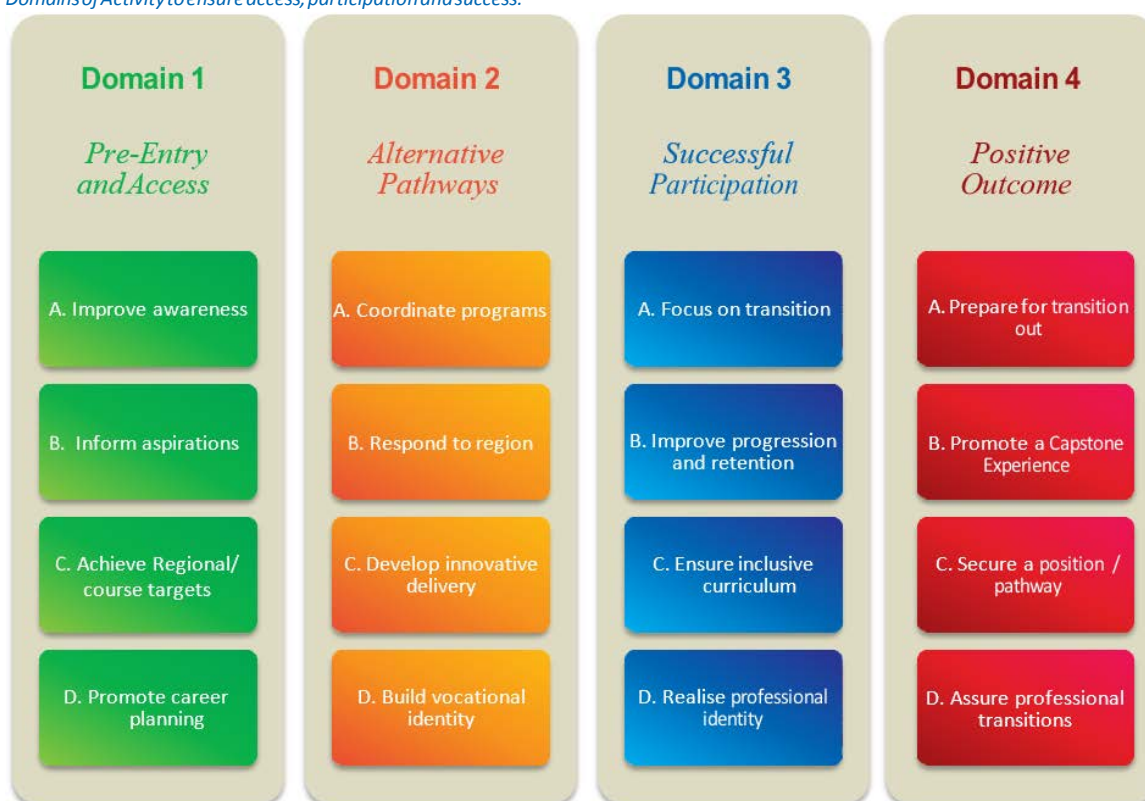 Domains of Activity to ensure access, participation and success.
Domain 1
Pre-Entry
and Access
A. Improve awareness
B. Inform aspirations
C. Achieve Regional/
course targets
D. Promote career
planning
Domain 2
Alternative
Pathways
A. Coordinate programs
B. Respond to region
C. Develop innovative
delivery
D. Build vocational
identity
Domain 3
Successful
Participation
A. Focus on transition
B. Improve progression
and retention
C. Ensure inclusive
curriculum
D. Realise professional
identity
Domain 4
Positive
Outcome
A. Prepare for transition
out
B. Promote a Capstone
Experience
C. Secure a position /
pathway
D. Assure professional
transitions